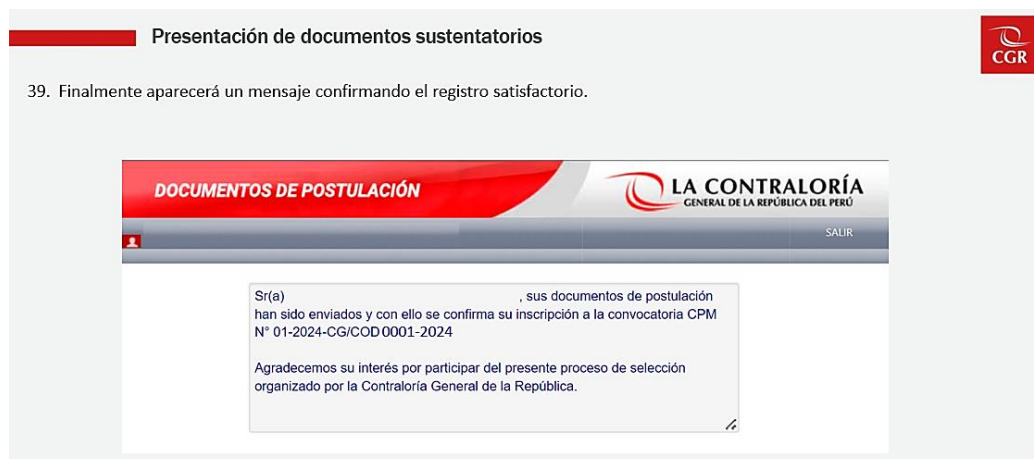 Presentación de documentos sustentatorios
CGR
39. Finalmente aparecerá un mensaje confirmando el registro satisfactorio.
DOCUMENTOS DE POSTULACIÓN
LA CONTRALORÍA
GENERAL DE LA REPÚBLICA DEL PERÚ
SALIR
Sr(a) , sus documentos de postulación
han sido enviados y con ello se confirma su inscripción a la convocatoria CPM
N° 01-2024-CG/COD 0001-2024
Agradecemos su interés por participar del presente proceso de selección
organizado por la Contraloría General de la República.